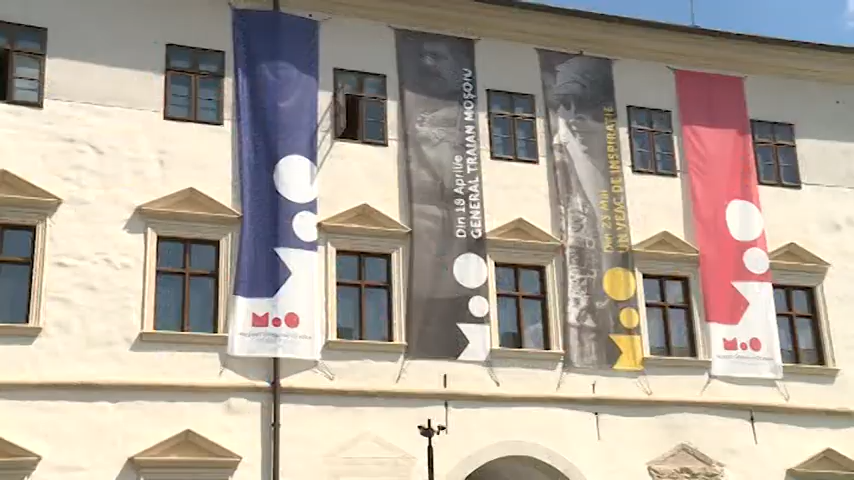 Din 18 Aprilie
GENERAL TRAIAN MOȘOIU
Din 23 Mai
UN VEAC DE INSPIRAȚIE